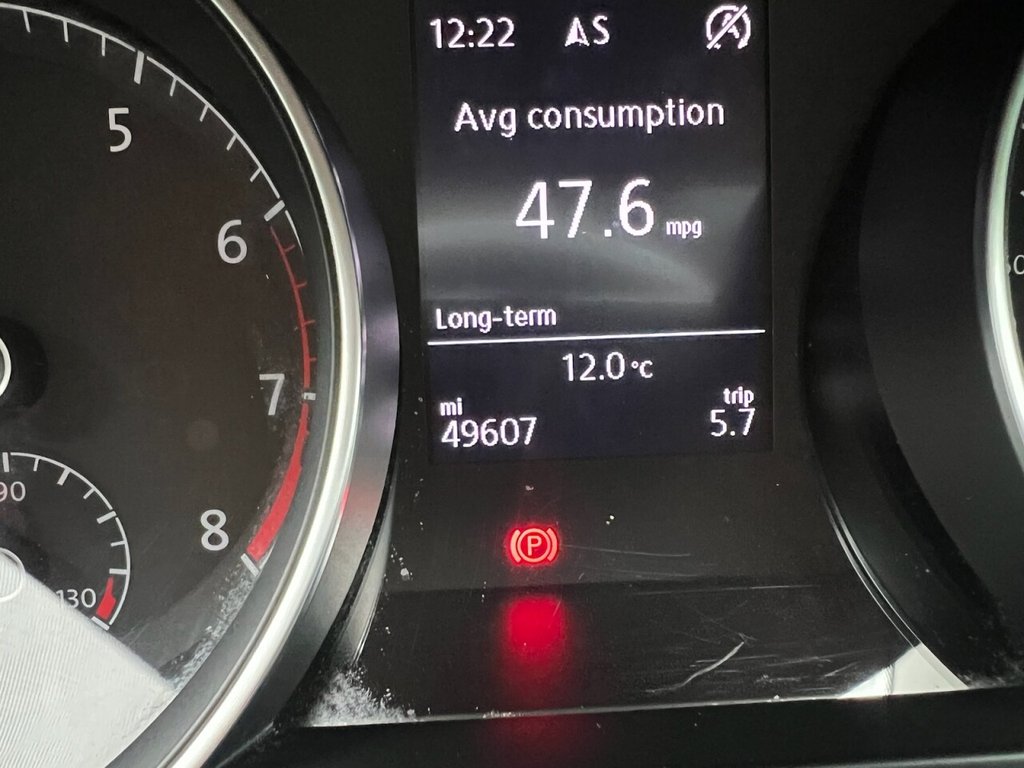 12:22 AS
Avg consumption
47.6 mpg
Long-term
12.0 °C
mi trip
49607 5.7
5
6
7
8
90
130
P